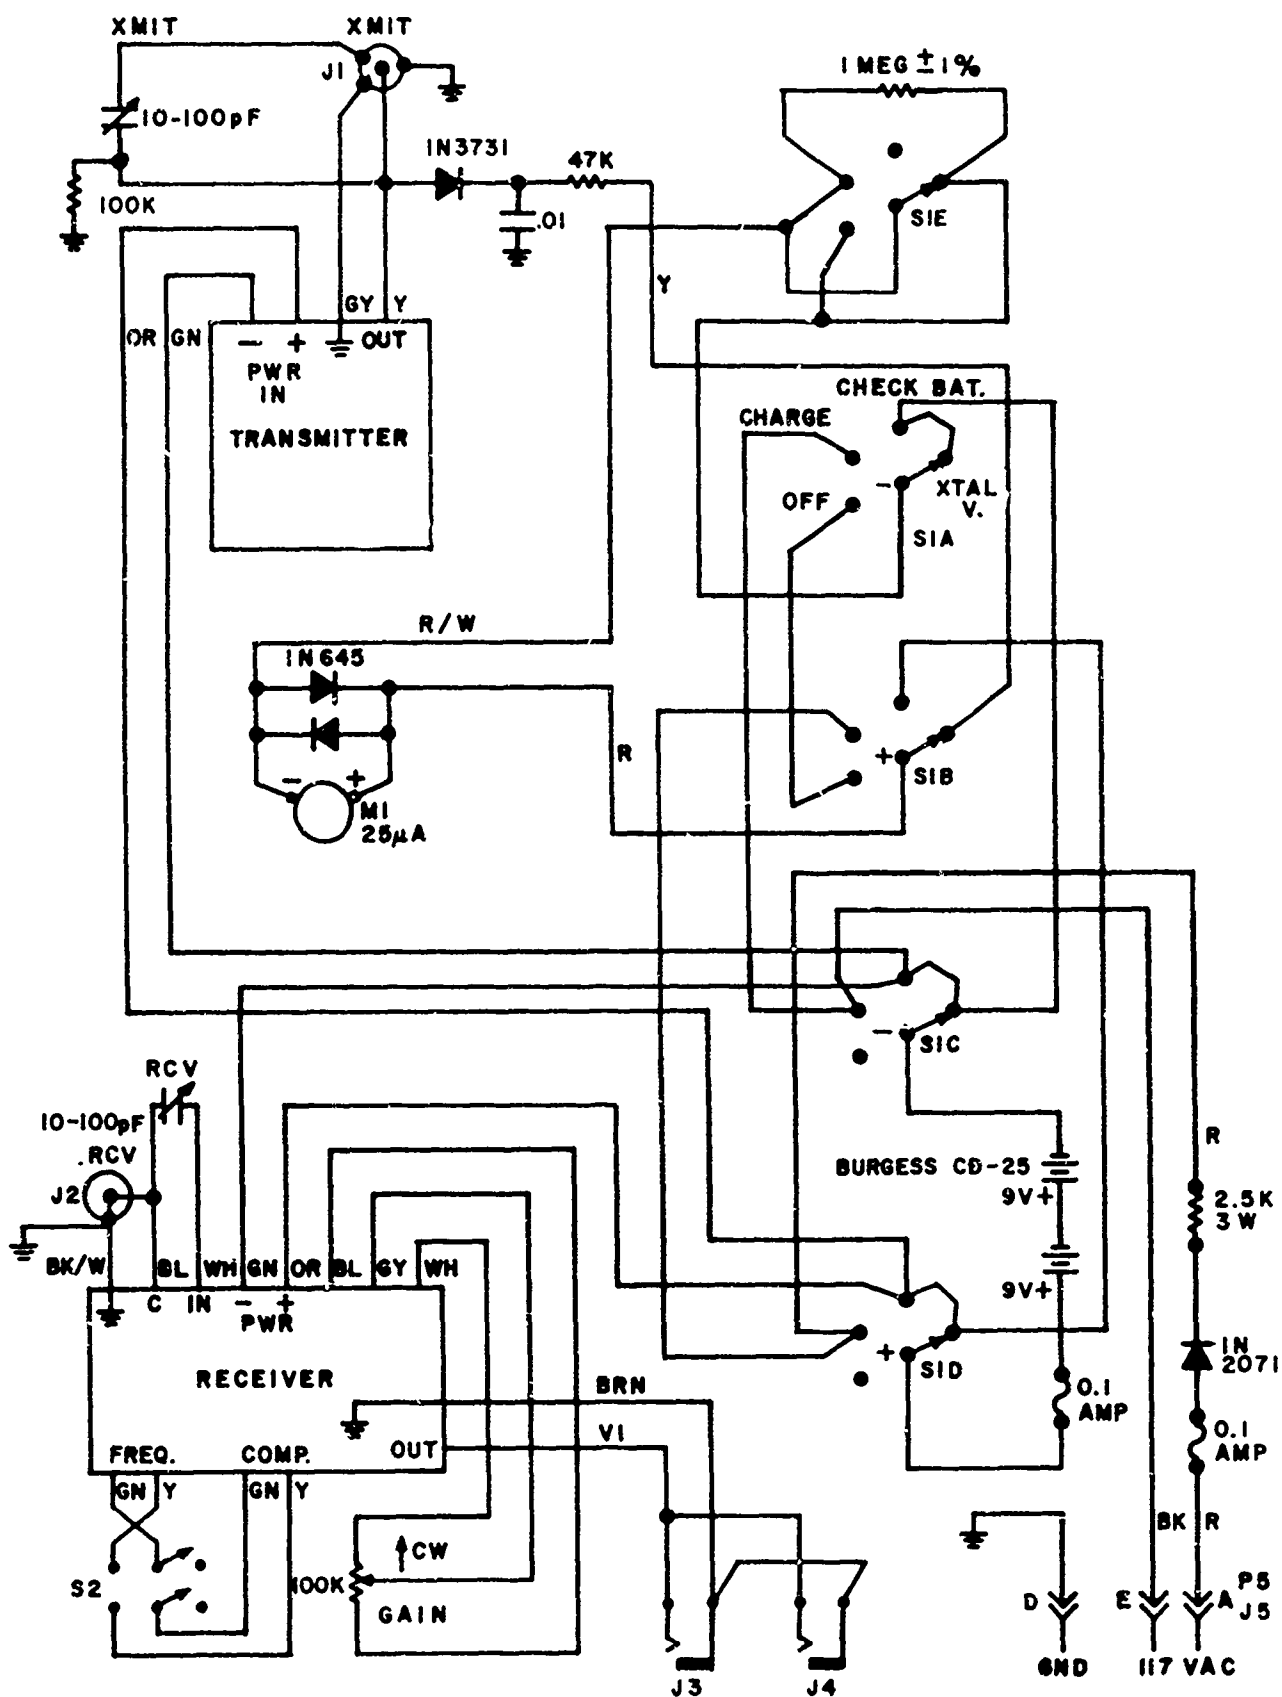 XMIT
XMIT
J1
1 MEG ± 1%
10-100pF
1N3731
47K
100K
.01
S1E
Y
GY Y
OR GN
− +
OUT
PWR
IN
TRANSMITTER
CHECK BAT.
CHARGE
−
XTAL
V.
OFF
S1A
R/W
1N645
R
+
S1B
− +
M1
25µA
−
S1C
RCV
10-100pF
.RCV
J2
BURGESS CD-25
9V+
R
2.5K
3W
BK/W BL WH GN OR BL GY WH
C IN − +
PWR
9V+
+
S1D
1N
2071
RECEIVER
0.1
AMP
BRN
V1
OUT
0.1
AMP
FREQ. COMP.
GN Y GN Y
BK R
CW
S2
100K
GAIN
D E A P5
J5
GND 117 VAC
J3 J4